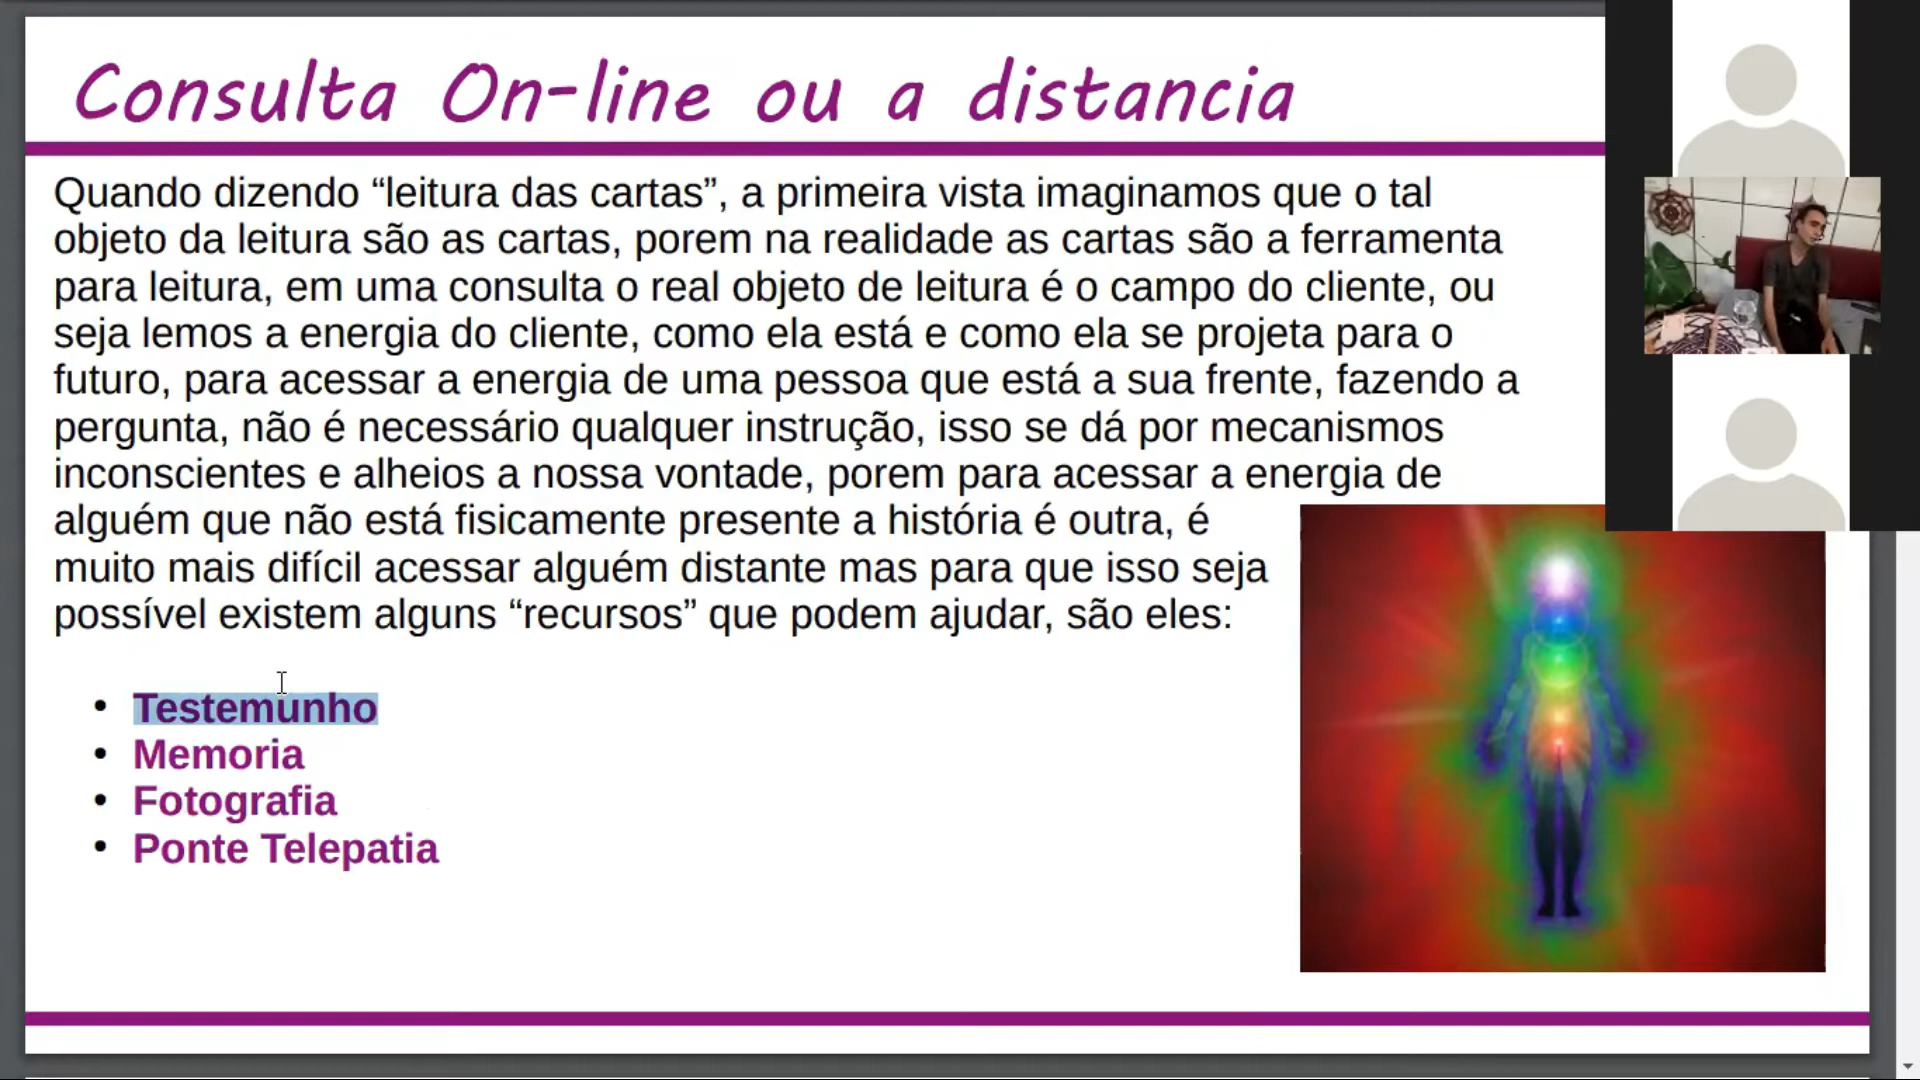 Consulta On-line ou a distancia
Quando dizendo “leitura das cartas”, a primeira vista imaginamos que o tal
objeto da leitura são as cartas, porem na realidade as cartas são a ferramenta
para leitura, em uma consulta o real objeto de leitura é o campo do cliente, ou
seja lemos a energia do cliente, como ela está e como ela se projeta para o
futuro, para acessar a energia de uma pessoa que está a sua frente, fazendo a
pergunta, não é necessário qualquer instrução, isso se dá por mecanismos
inconscientes e alheios a nossa vontade, porem para acessar a energia de
alguém que não está fisicamente presente a história é outra, é
muito mais difícil acessar alguém distante mas para que isso seja
possível existem alguns “recursos” que podem ajudar, são eles:
• Testemunho
• Memoria
• Fotografia
• Ponte Telepatia